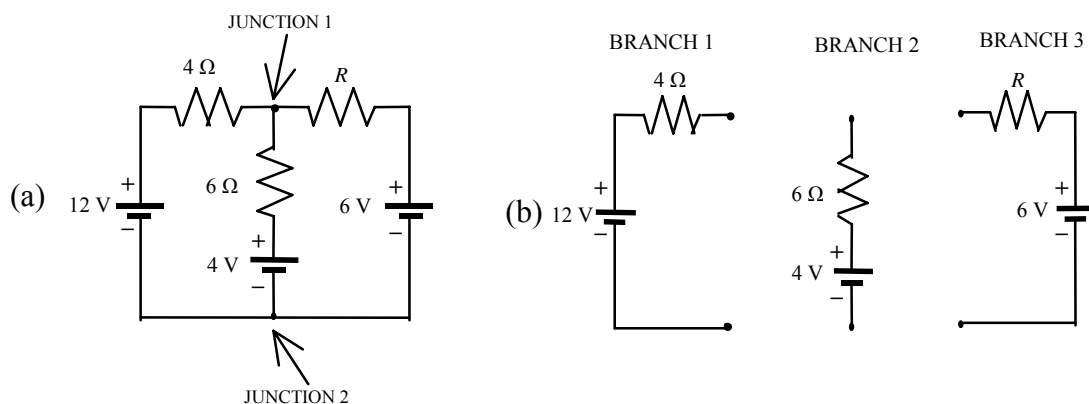 JUNCTION 1
4 Ω
R
(a)
12 V
+
−
6 Ω
+
4 V
−
6 V
+
−
JUNCTION 2
BRANCH 1
BRANCH 2
BRANCH 3
(b)
4 Ω
12 V
+
−
6 Ω
+
4 V
−
R
6 V
+
−